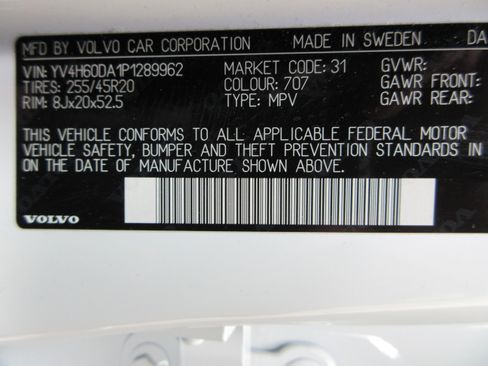 MFD BY VOLVO CAR CORPORATION MADE IN SWEDEN DA
VIN: YV4H60DA1P1289962 MARKET CODE: 31 GVWR:
TIRES: 255/45R20 COLOUR: 707 GAWR FRONT:
RIM: 8Jx20x52.5 TYPE: MPV GAWR REAR:
THIS VEHICLE CONFORMS TO ALL APPLICABLE FEDERAL MOTOR
VEHICLE SAFETY, BUMPER AND THEFT PREVENTION STANDARDS IN
ON THE DATE OF MANUFACTURE SHOWN ABOVE.
VOLVO